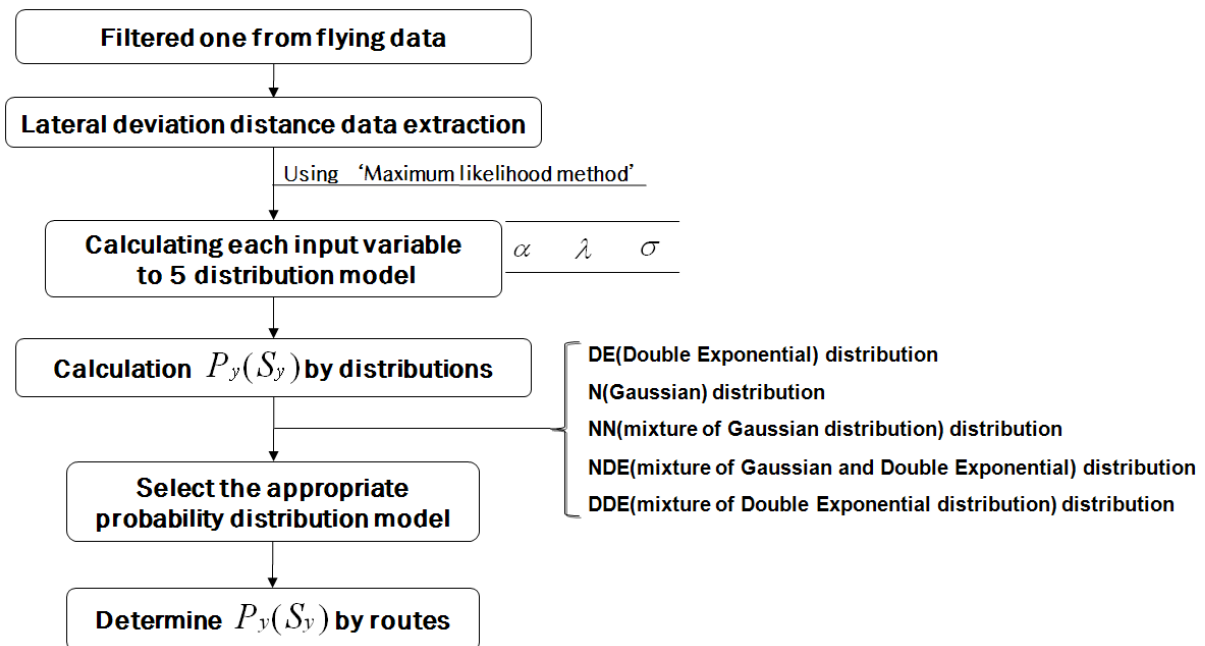 Filtered one from flying data
Lateral deviation distance data extraction
Using ‘Maximum likelihood method’
Calculating each input variable
to 5 distribution model
α λ σ
Calculation P_y(S_y) by distributions
DE(Double Exponential) distribution
N(Gaussian) distribution
NN(mixture of Gaussian distribution) distribution
NDE(mixture of Gaussian and Double Exponential) distribution
DDE(mixture of Double Exponential distribution) distribution
Select the appropriate
probability distribution model
Determine P_y(S_y) by routes